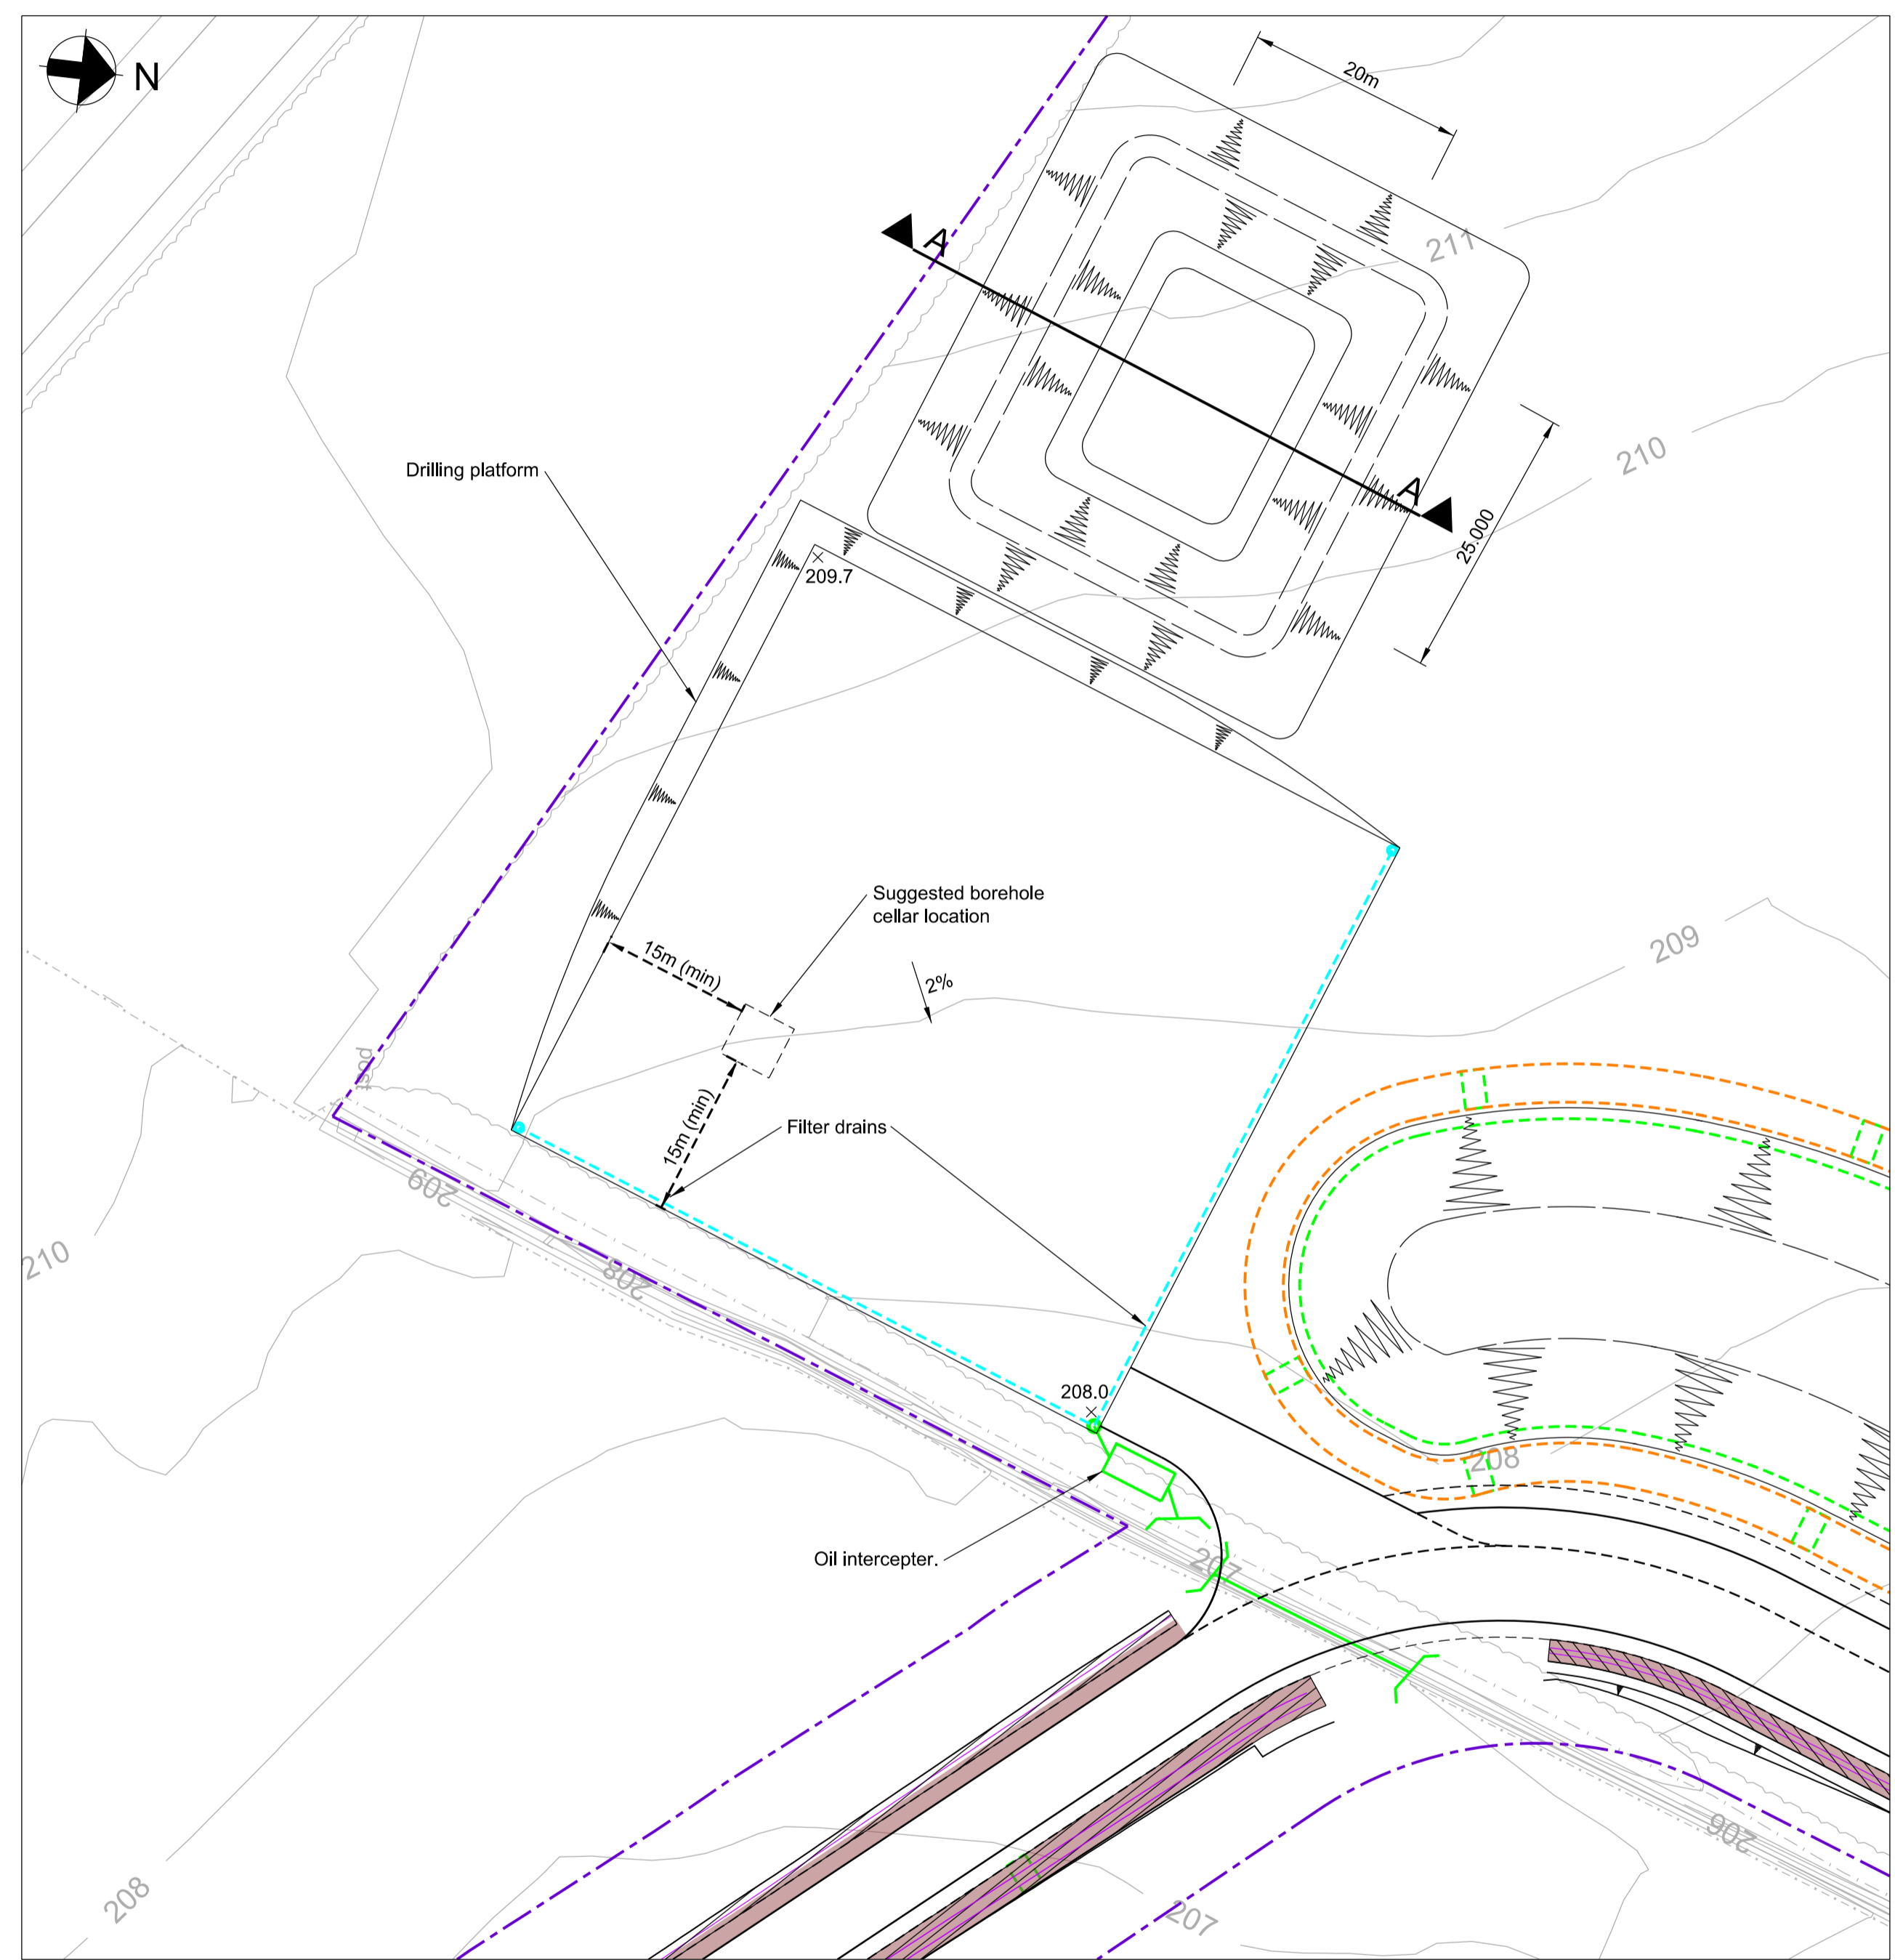 N
20m
A
211
210
Drilling platform
A
25.000
209.7
Suggested borehole
cellar location
209
15m (min)
2%
post
15m (min)
Filter drains
209
210
208
208.0
208
Oil intercepter.
207
206
208
207